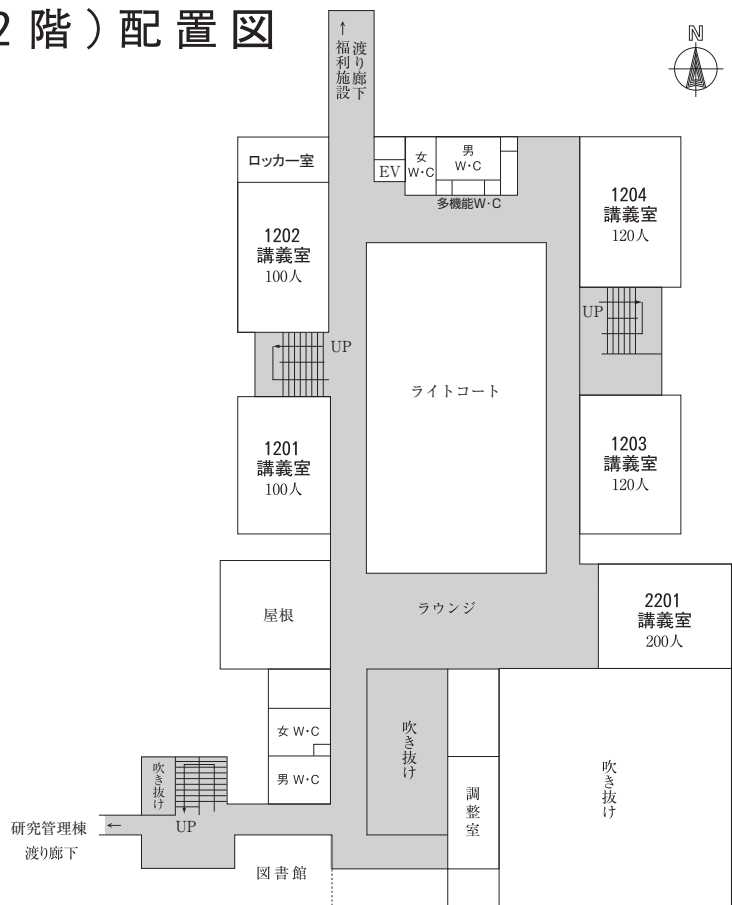 2階)配置図
N
↑
渡り廊下
福利施設
ロッカー室
EV
女
W·C
男
W·C
多機能W·C
1202
講義室
100人
1204
講義室
120人
UP
UP
ライトコート
1201
講義室
100人
1203
講義室
120人
屋根
ラウンジ
2201
講義室
200人
女 W·C
男 W·C
吹き抜け
吹き抜け
吹き抜け
調整室
UP
研究管理棟
渡り廊下
←
図書館